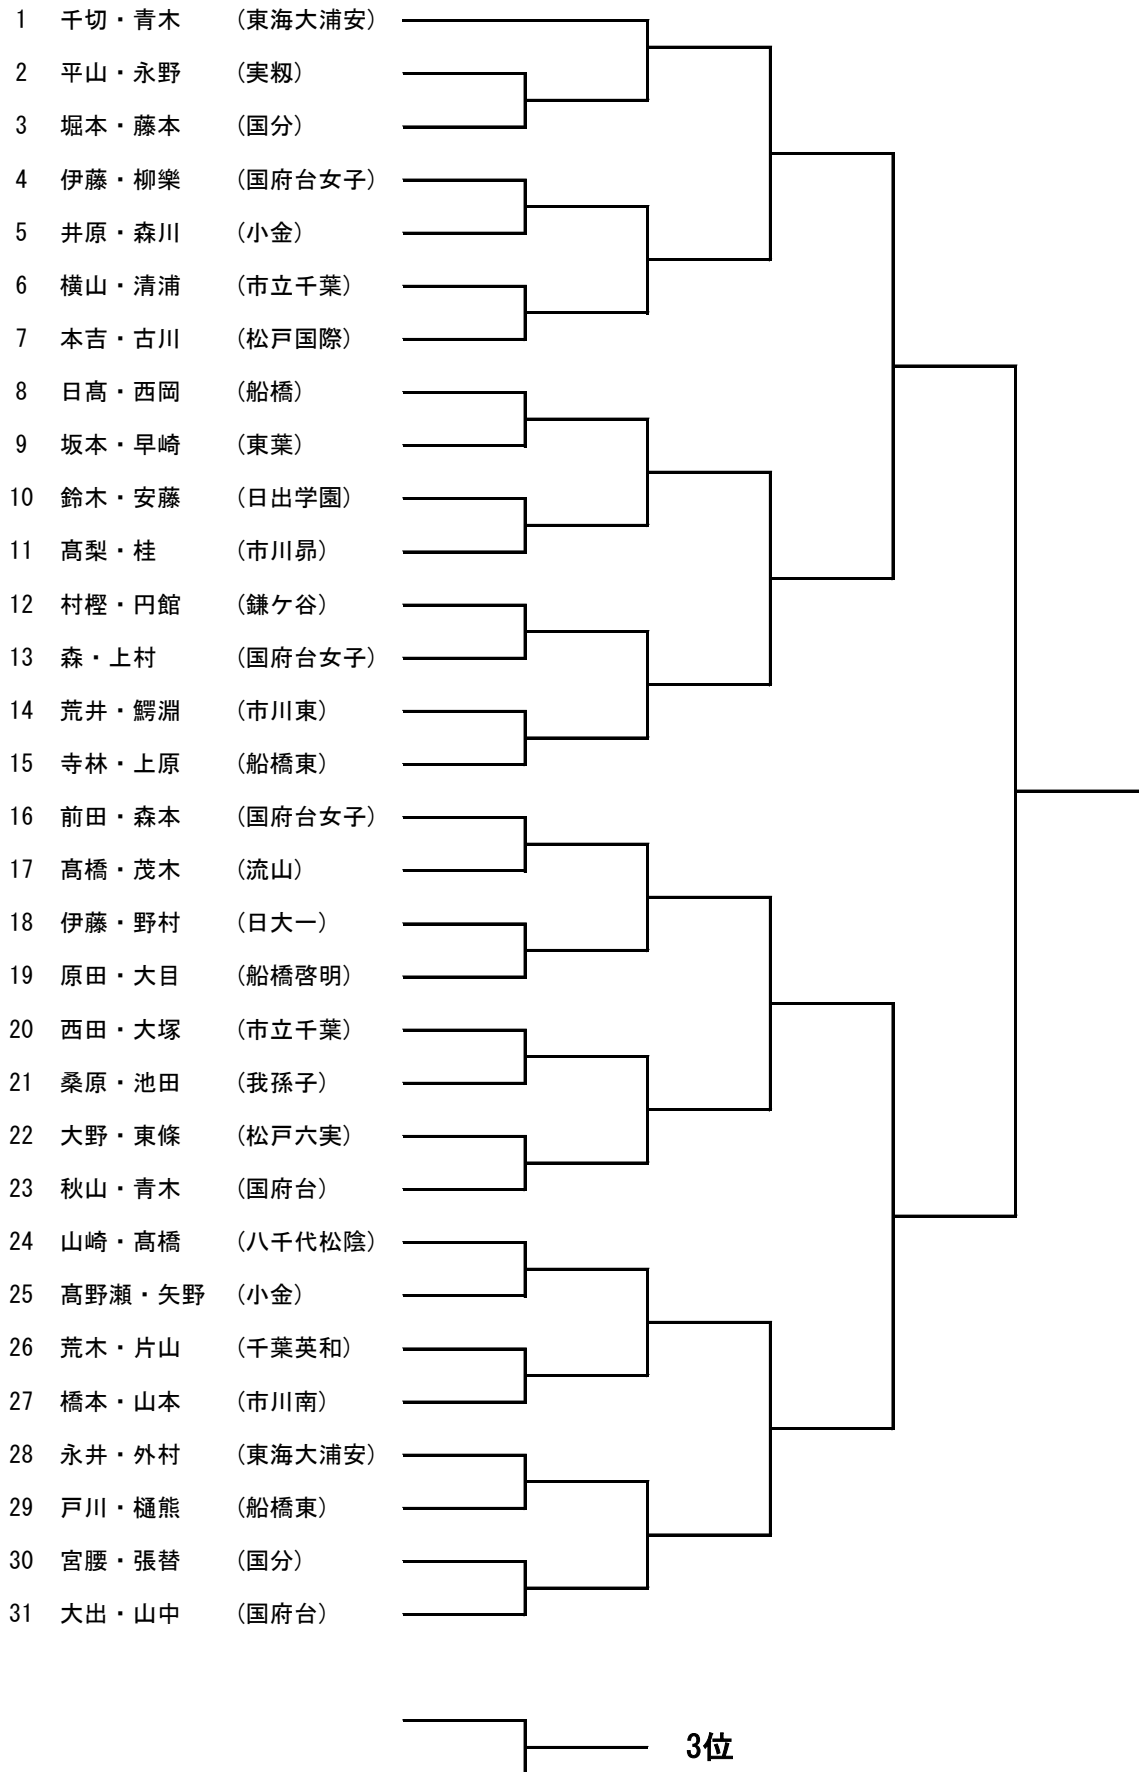 1 千切・青木 (東海大浦安)
2 平山・永野 (実籾)
3 堀本・藤本 (国分)
4 伊藤・柳樂 (国府台女子)
5 井原・森川 (小金)
6 横山・清浦 (市立千葉)
7 本吉・古川 (松戸国際)
8 日髙・西岡 (船橋)
9 坂本・早崎 (東葉)
10 鈴木・安藤 (日出学園)
11 髙梨・桂 (市川昴)
12 村樫・円館 (鎌ケ谷)
13 森・上村 (国府台女子)
14 荒井・鰐淵 (市川東)
15 寺林・上原 (船橋東)
16 前田・森本 (国府台女子)
17 髙橋・茂木 (流山)
18 伊藤・野村 (日大一)
19 原田・大目 (船橋啓明)
20 西田・大塚 (市立千葉)
21 桑原・池田 (我孫子)
22 大野・東條 (松戸六実)
23 秋山・青木 (国府台)
24 山崎・髙橋 (八千代松陰)
25 髙野瀬・矢野 (小金)
26 荒木・片山 (千葉英和)
27 橋本・山本 (市川南)
28 永井・外村 (東海大浦安)
29 戸川・樋熊 (船橋東)
30 宮腰・張替 (国分)
31 大出・山中 (国府台)
3位